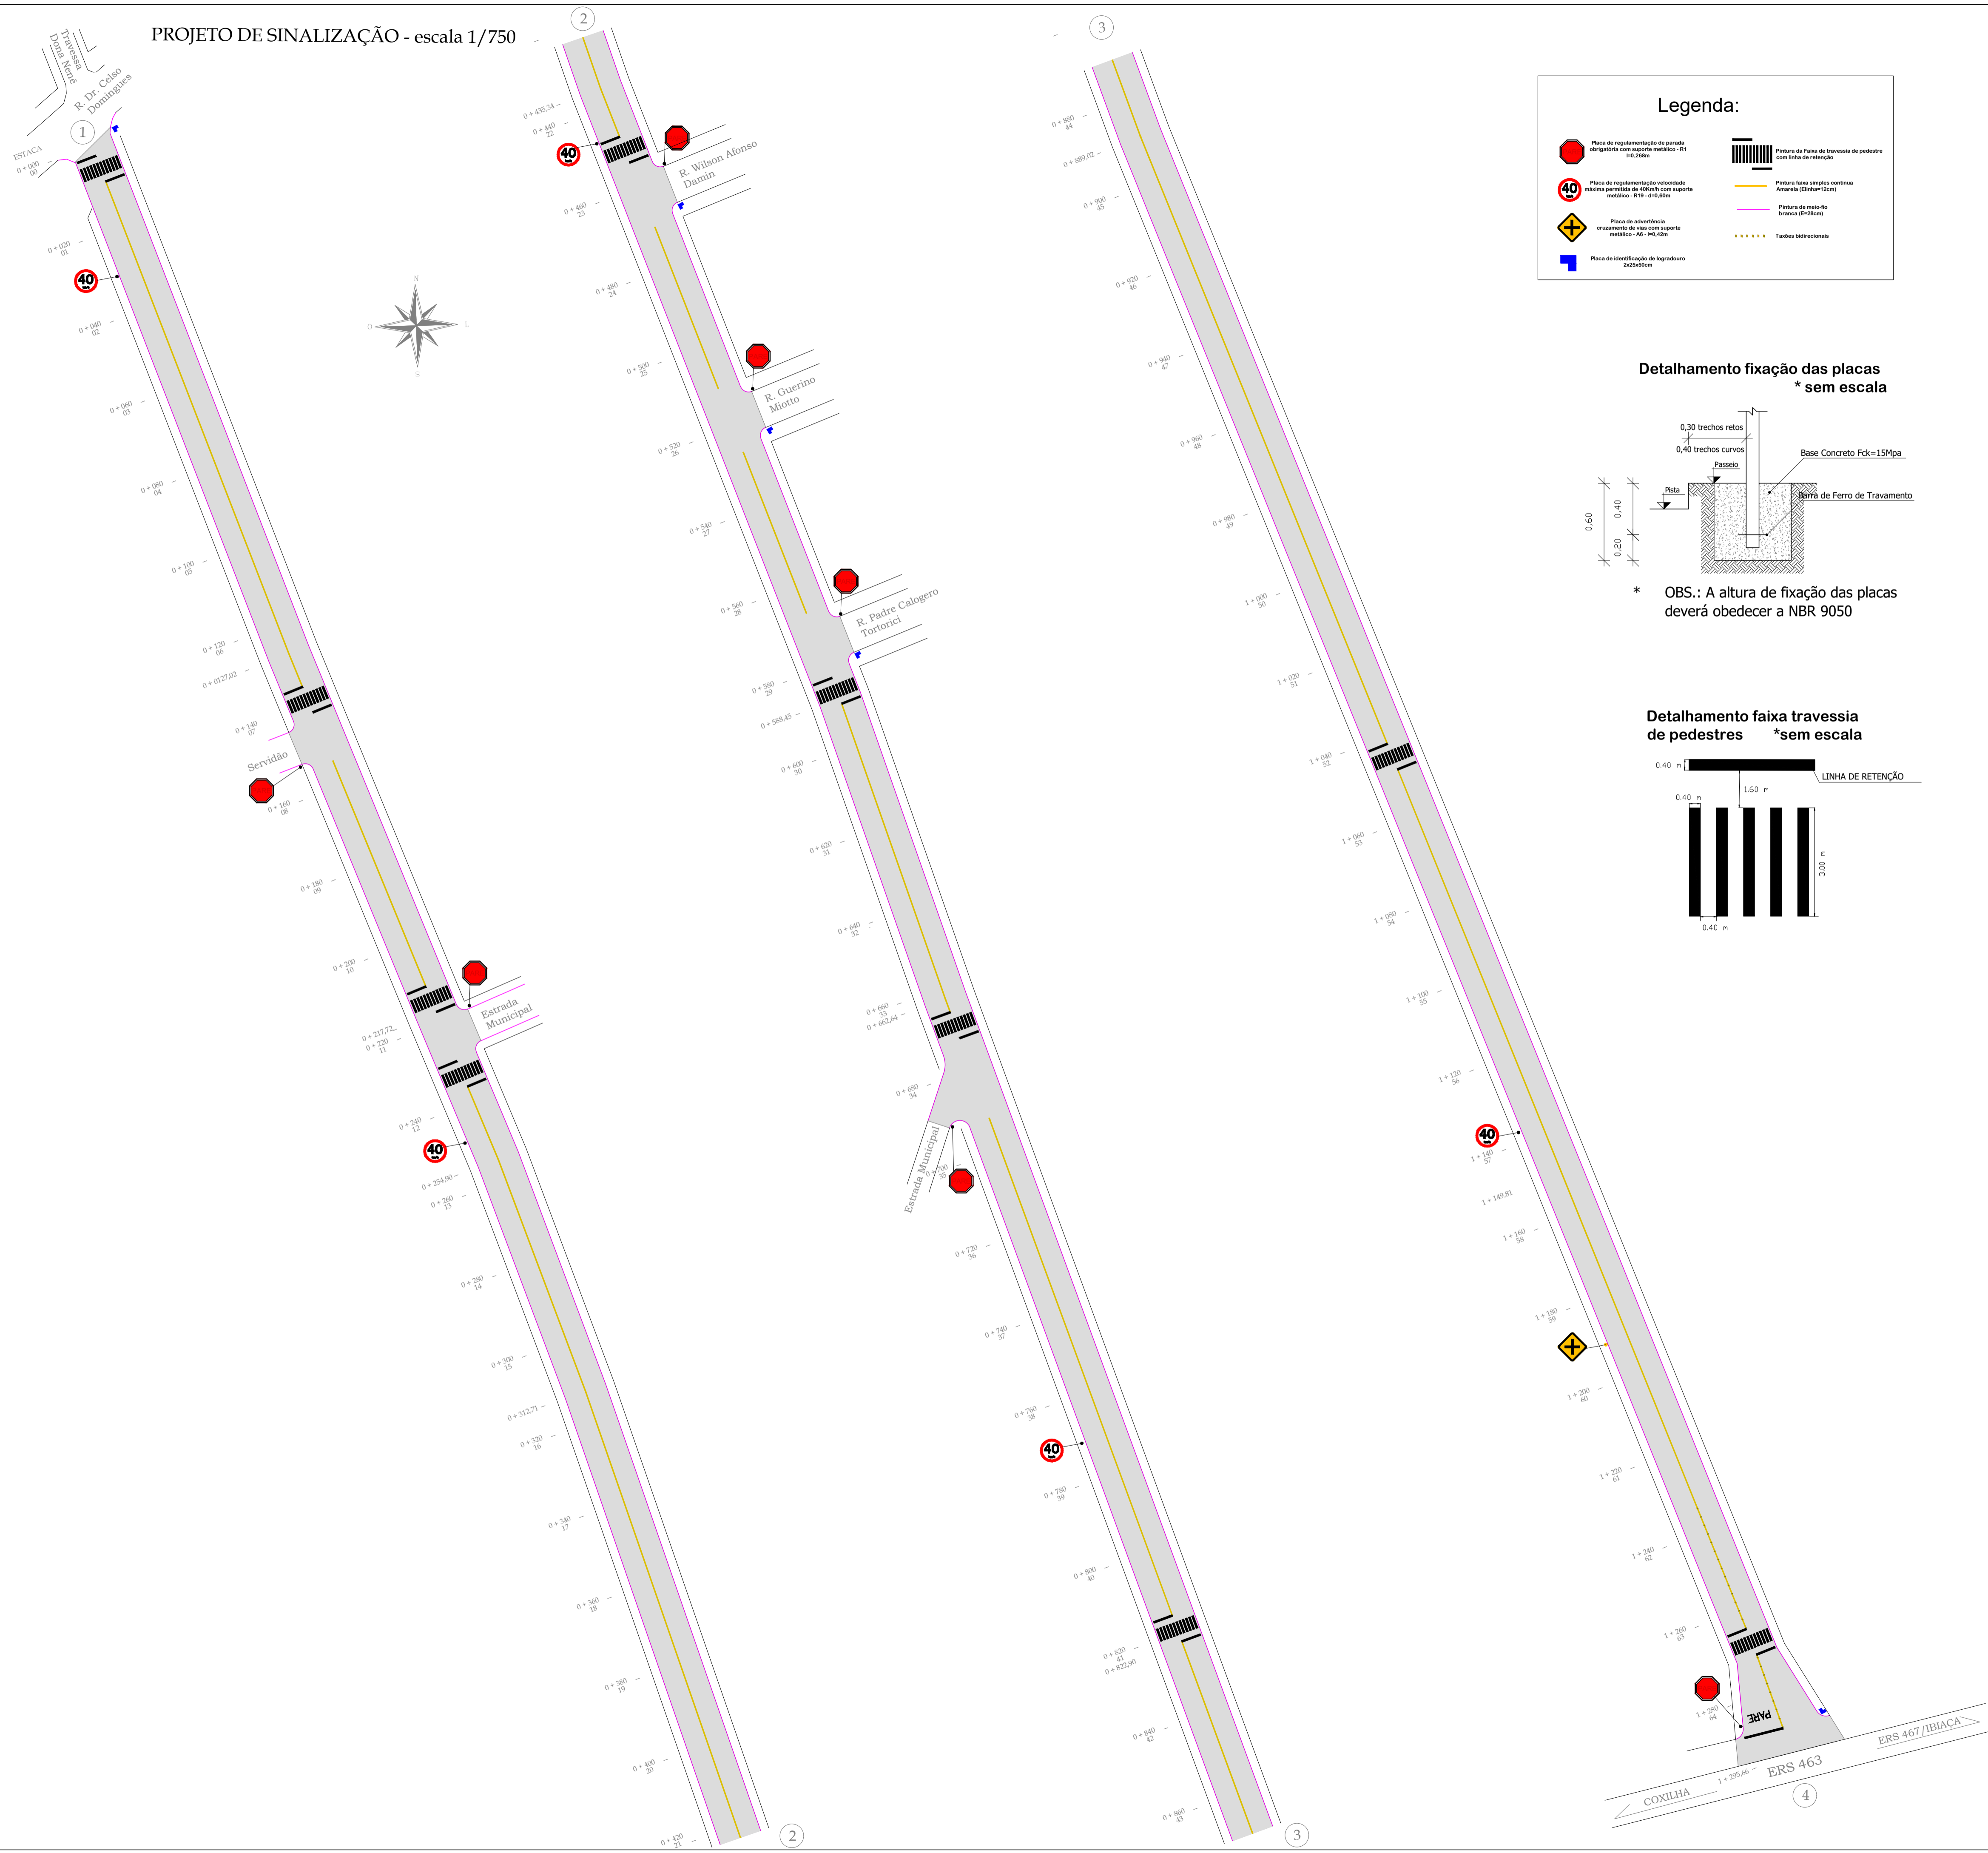 PROJETO DE SINALIZAÇÃO - escala 1/750
Travessa
Dona Nenê
R. Dr. Celso
Domingues
1
ESTACA
0 + 000
00
0 + 020
01
40
0 + 040
02
0 + 060
03
0 + 080
04
0 + 100
05
0 + 120
06
0 + 0127,02
0 + 140
07
Servidão
0 + 160
08
0 + 180
09
0 + 200
10
Estrada
Municipal
0 + 217,72
0 + 220
11
0 + 240
12
40
0 + 254,90
0 + 260
13
0 + 280
14
0 + 300
15
0 + 312,71
0 + 320
16
0 + 340
17
0 + 360
18
0 + 380
19
0 + 400
20
0 + 420
21
2
N
O
L
S
2
0 + 435,34
0 + 440
22
40
R. Wilson Afonso
Damin
0 + 460
23
0 + 480
24
0 + 500
25
R. Guerino
Miotto
0 + 520
26
0 + 540
27
0 + 560
28
R. Padre Calogero
Tortorici
0 + 580
29
0 + 588,45
0 + 600
30
0 + 620
31
0 + 640
32
0 + 660
33
0 + 662,64
0 + 680
34
Estrada Municipal
0 + 700
35
0 + 720
36
0 + 740
37
0 + 760
38
40
0 + 780
39
0 + 800
40
0 + 820
41
0 + 822,90
0 + 840
42
0 + 860
43
3
3
0 + 880
44
0 + 889,02
0 + 900
45
0 + 920
46
0 + 940
47
0 + 960
48
0 + 980
49
1 + 000
50
1 + 020
51
1 + 040
52
1 + 060
53
1 + 080
54
1 + 100
55
1 + 120
56
40
1 + 140
57
1 + 149,81
1 + 160
58
1 + 180
59
1 + 200
60
1 + 220
61
1 + 240
62
1 + 260
63
1 + 280
64
PARE
1 + 295,66
ERS 463
ERS 467/IBIAÇA
COXILHA
4
Legenda:
Placa de regulamentação de parada
obrigatória com suporte metálico - R1
l=0,268m
40
Placa de regulamentação velocidade
máxima permitida de 40Km/h com suporte
metálico - R19 - d=0,60m
Placa de advertência
cruzamento de vias com suporte
metálico - A6 - l=0,42m
Placa de identificação de logradouro
2x25x50cm
Pintura da Faixa de travessia de pedestre
com linha de retenção
Pintura faixa simples contínua
Amarela (Elinha=12cm)
Pintura de meio-fio
branca (E=28cm)
Taxões bidirecionais
Detalhamento fixação das placas
* sem escala
0,30 trechos retos
0,40 trechos curvos
Passeio
Pista
Base Concreto Fck=15Mpa
Barra de Ferro de Travamento
0,60
0,40
0,20
* OBS.: A altura de fixação das placas
deverá obedecer a NBR 9050
Detalhamento faixa travessia
de pedestres *sem escala
0.40 m
LINHA DE RETENÇÃO
1.60 m
0.40 m
3.00 m
0.40 m